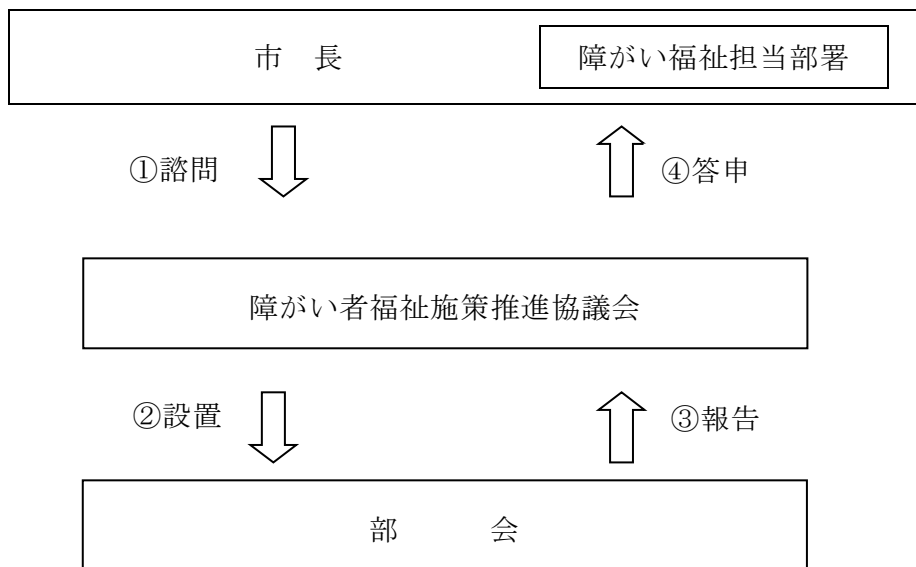 市　長
障がい福祉担当部署
①諮問
④答申
障がい者福祉施策推進協議会
②設置
③報告
部　　　会